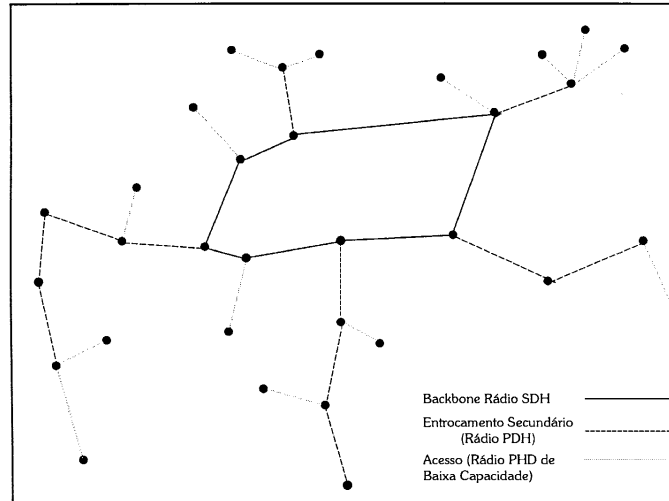 Backbone Rádio SDH
Entrocamento Secundário
(Rádio PDH)
Acesso (Rádio PHD de
Baixa Capacidade)